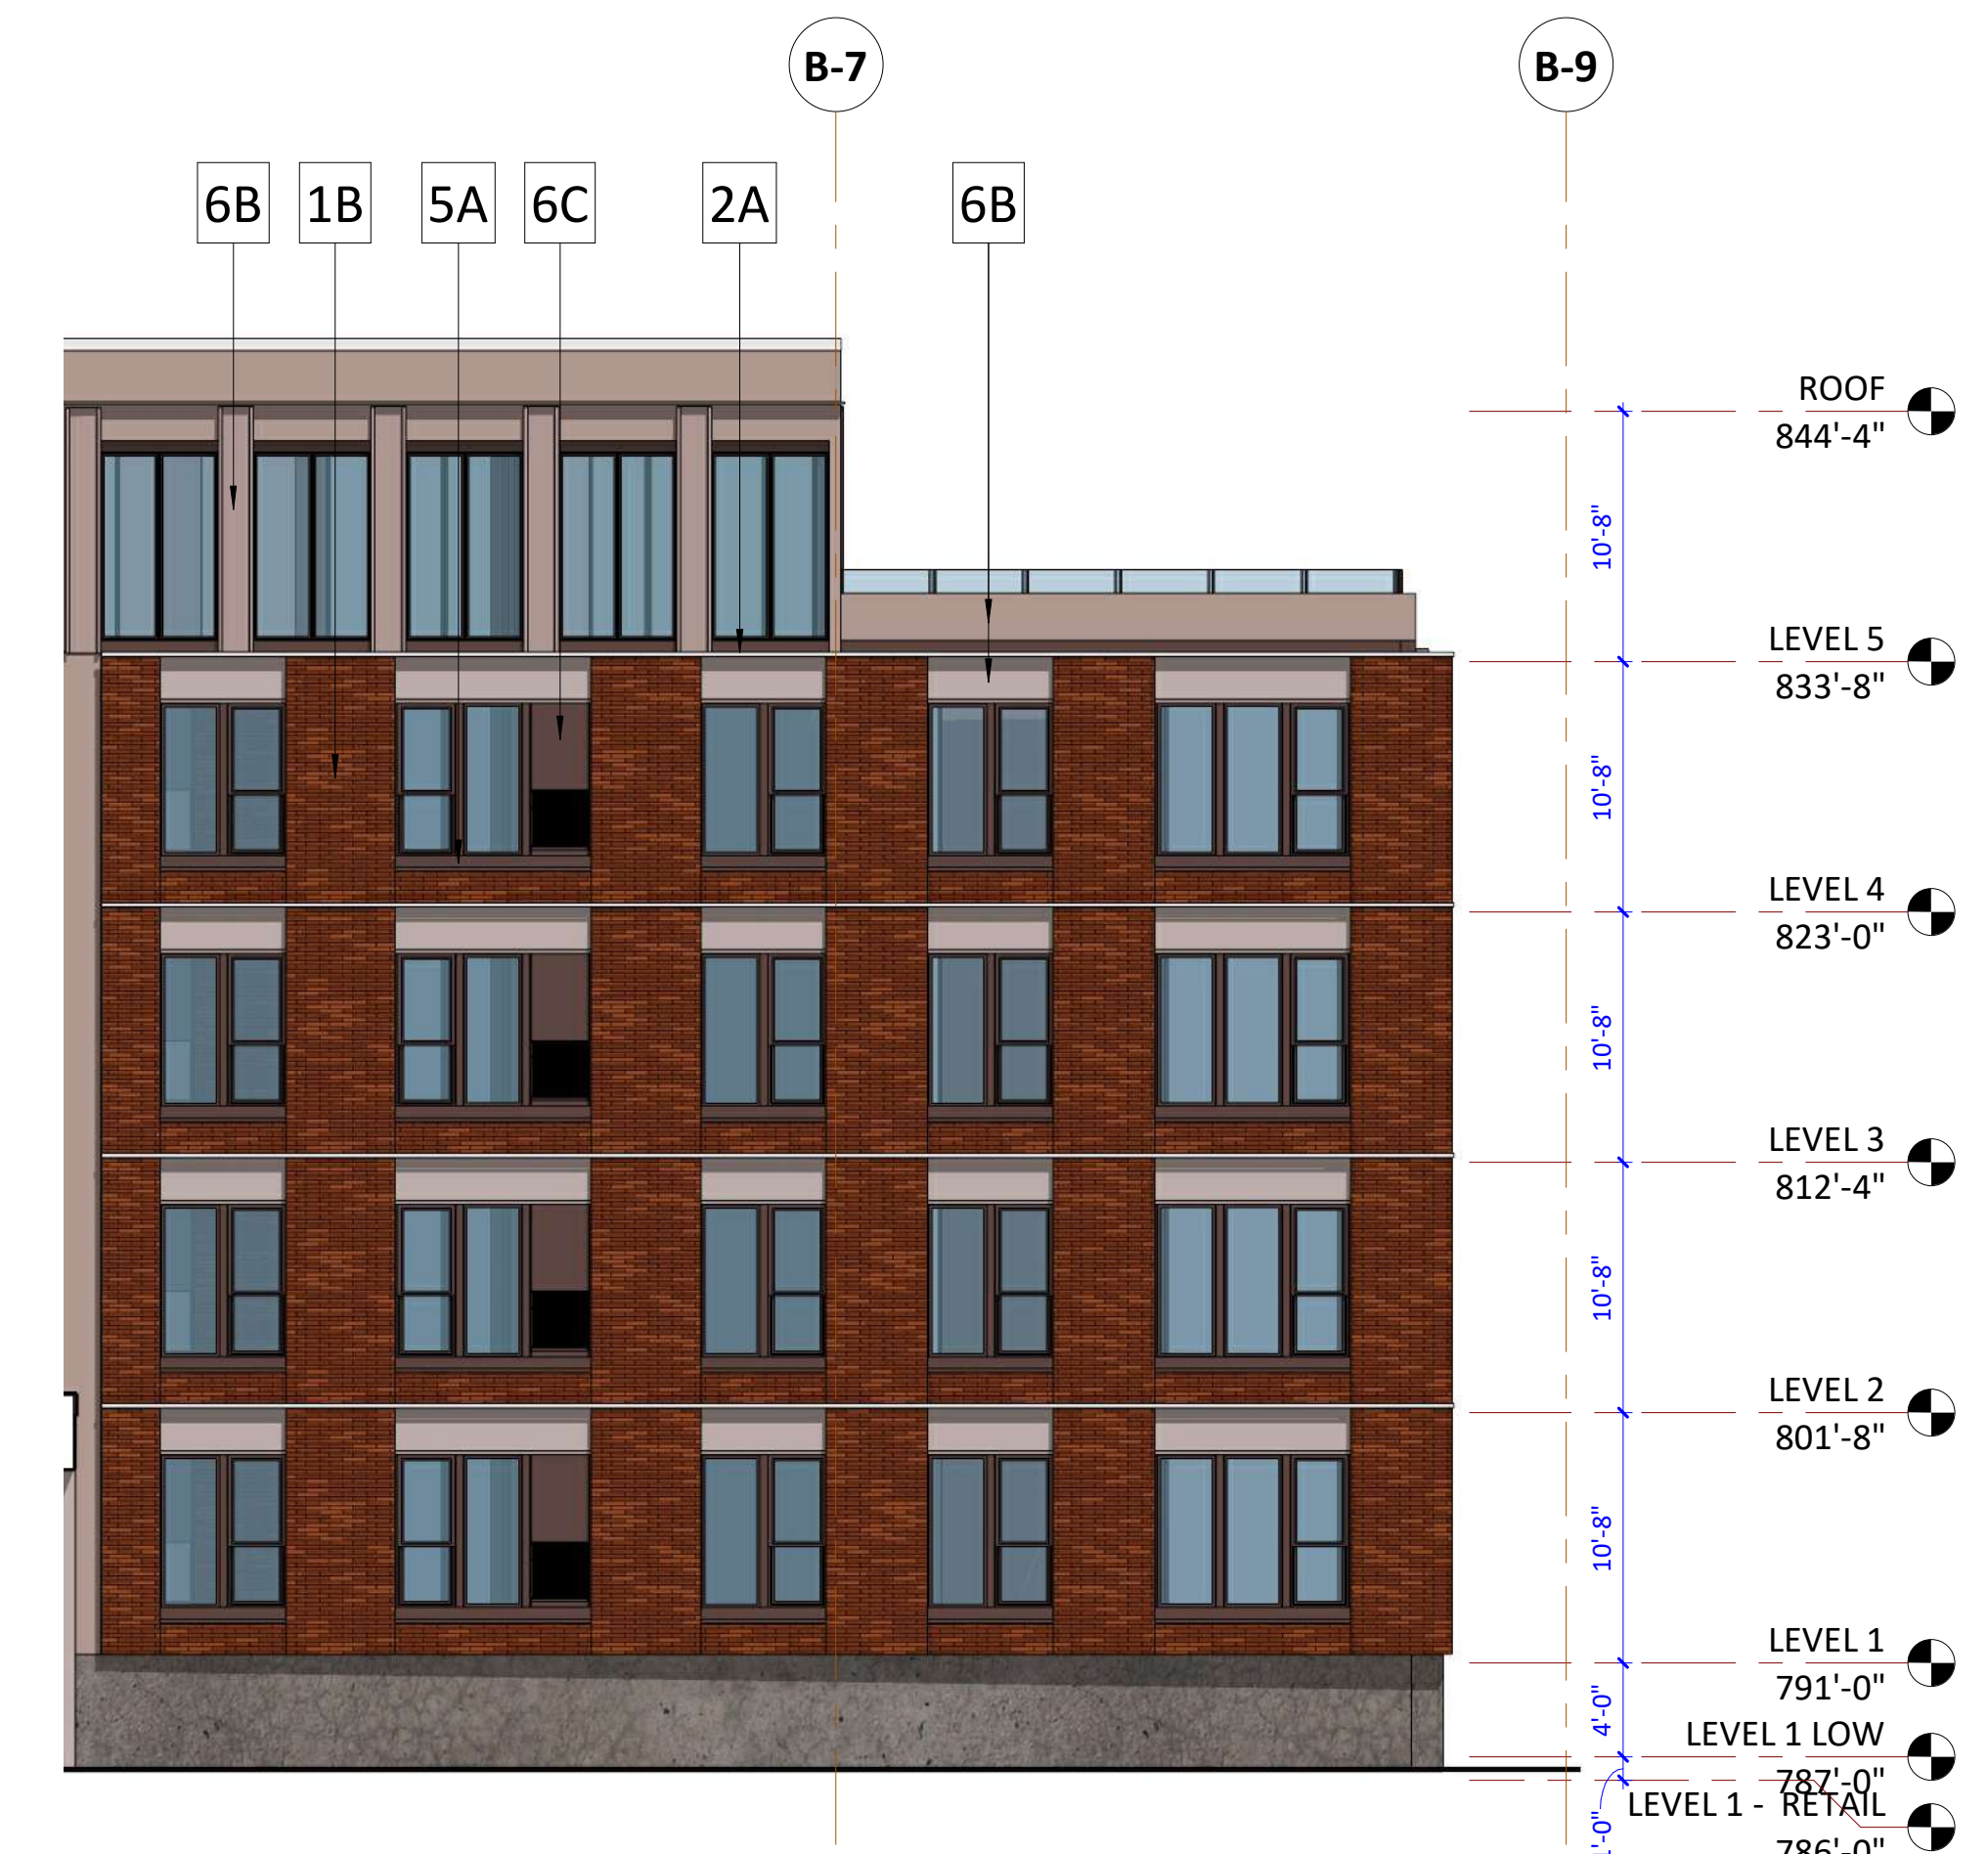 B-7
B-9
6B
1B
5A
6C
2A
6B
ROOF
844'-4"
10'-8"
LEVEL 5
833'-8"
10'-8"
LEVEL 4
823'-0"
10'-8"
LEVEL 3
812'-4"
10'-8"
LEVEL 2
801'-8"
10'-8"
LEVEL 1
791'-0"
4'-0"
LEVEL 1 LOW
787'-0"
LEVEL 1 - RETAIL
786'-0"